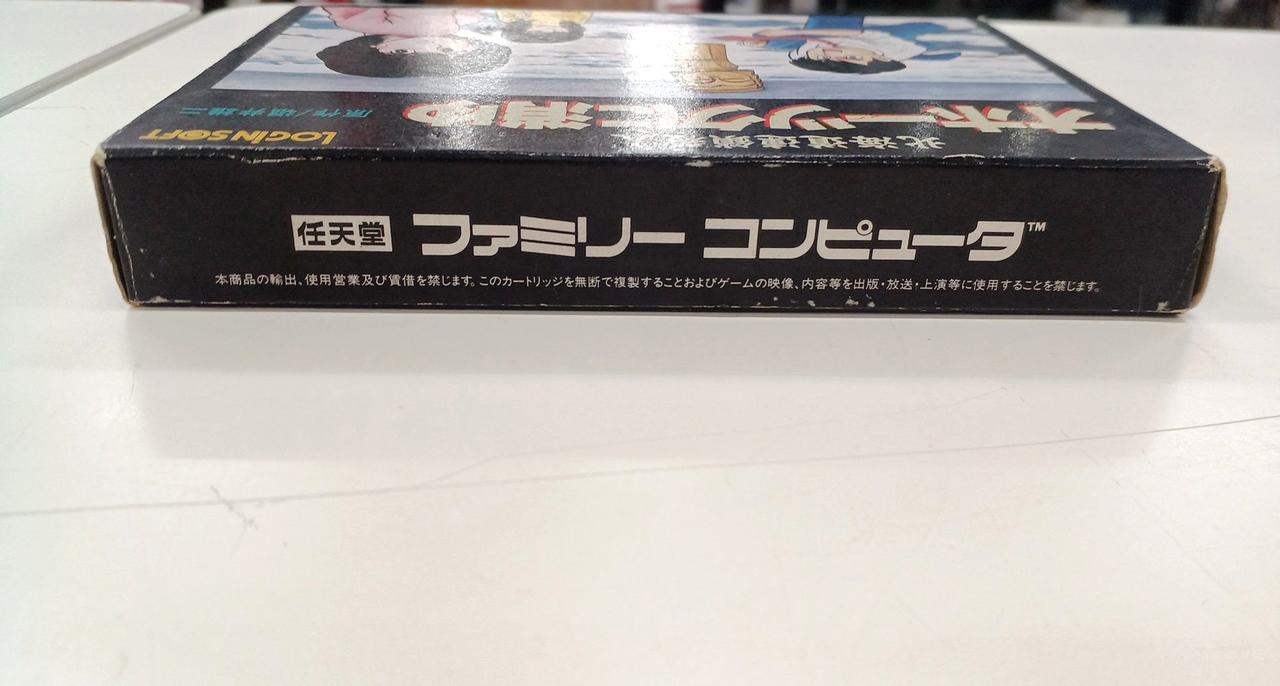 LOGIN SOFT
原作/堀井雄二
北海道連鎖
オホーツクに消ゆ
任天堂 ファミリー コンピュータ™
本商品の輸出、使用営業及び賃借を禁じます。このカートリッジを無断で複製することおよびゲームの映像、内容等を出版・放送・上演等に使用することを禁じます。